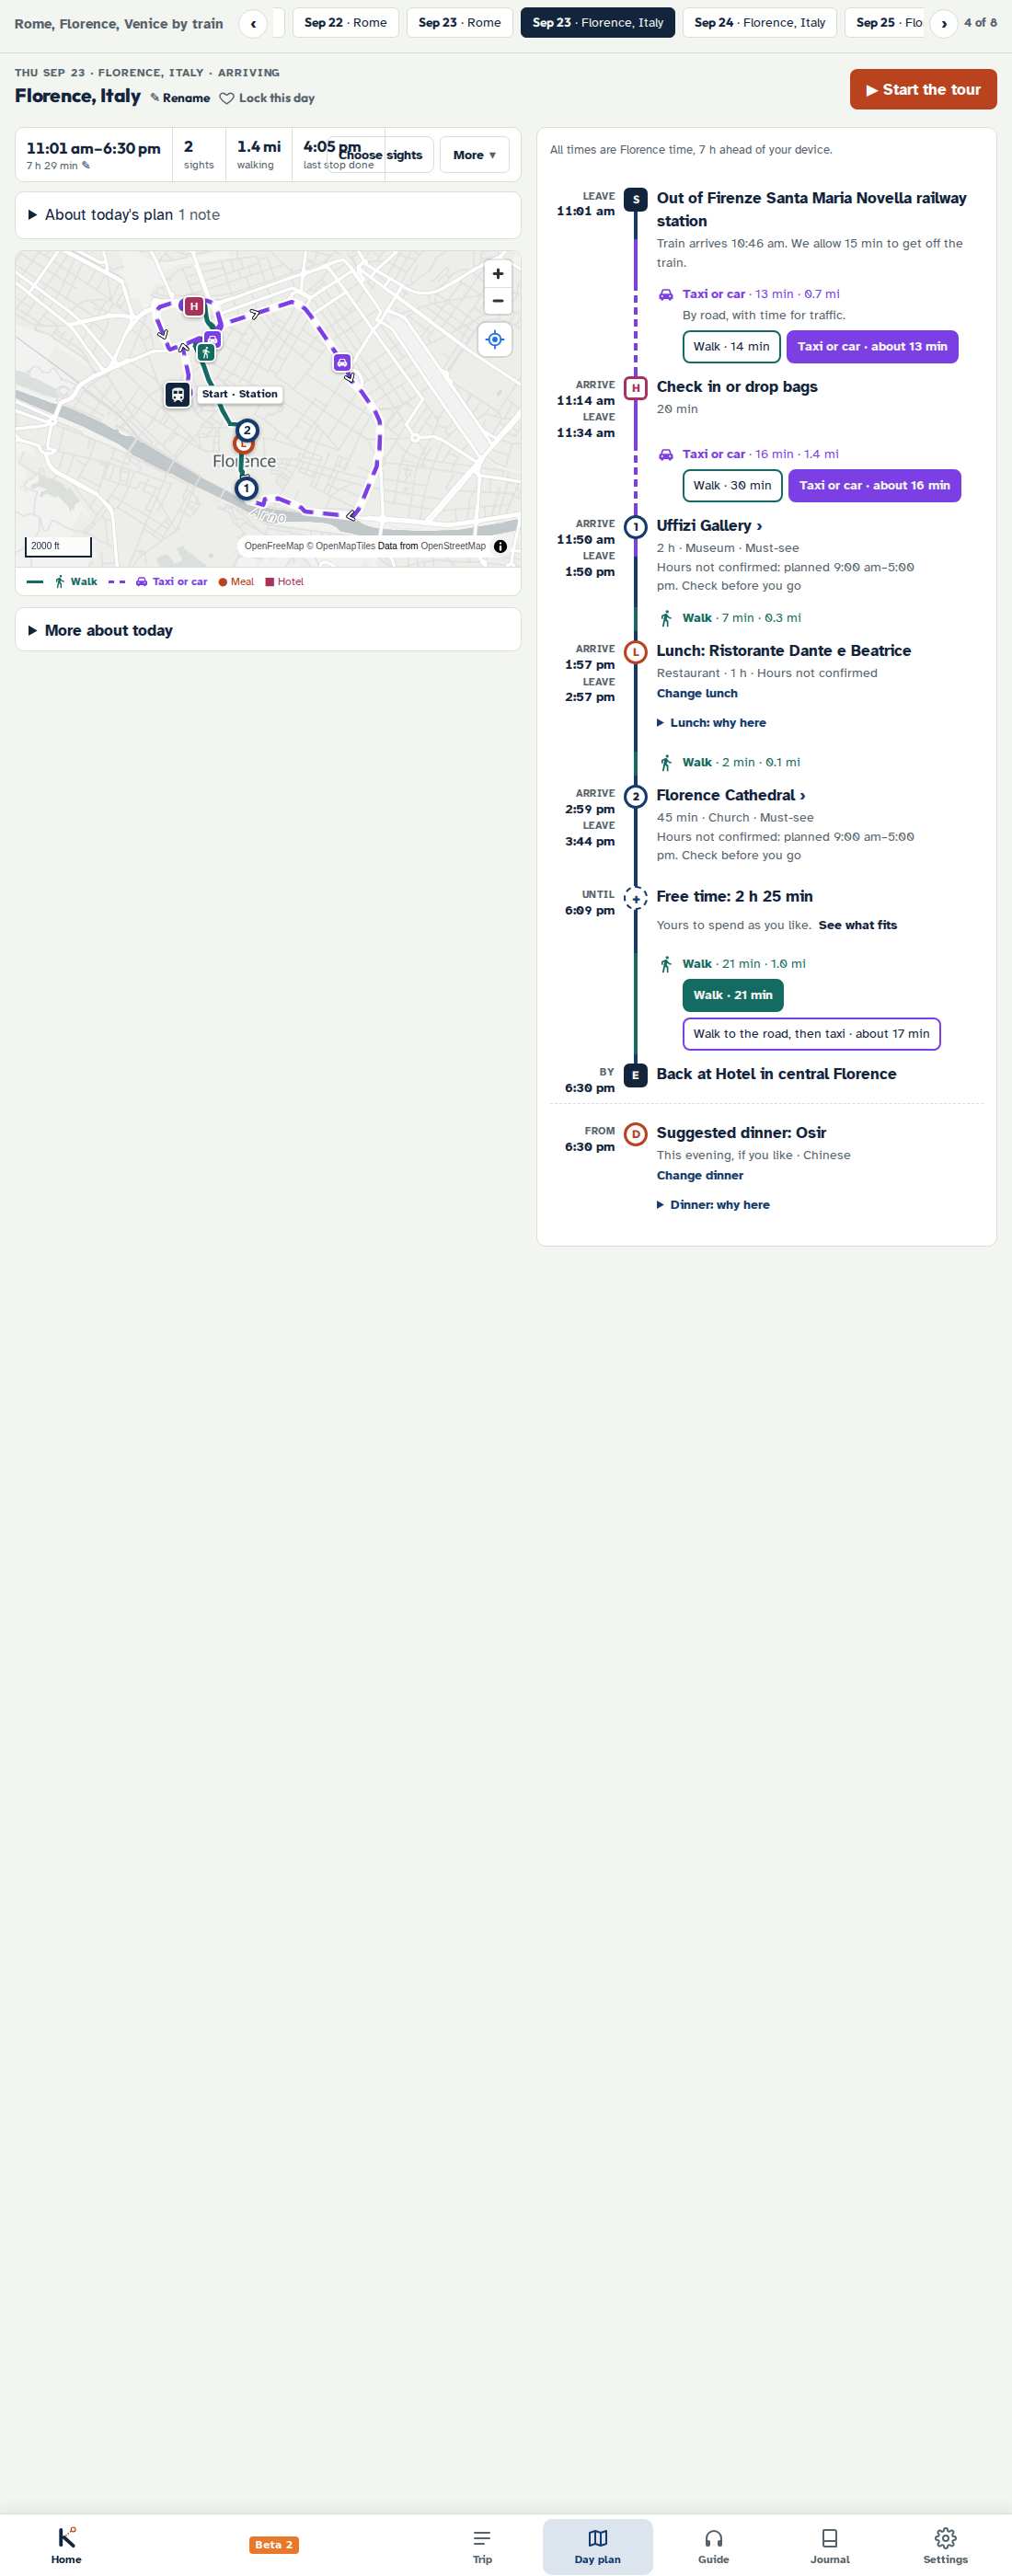 Rome, Florence, Venice by train
‹
Sep 22 · Rome
Sep 23 · Rome
Sep 23 · Florence, Italy
Sep 24 · Florence, Italy
Sep 25 · Flo
›
4 of 8
THU SEP 23 · FLORENCE, ITALY · ARRIVING
Florence, Italy ✎ Rename ♡ Lock this day
▶ Start the tour
11:01 am–6:30 pm
7 h 29 min ✎
2
sights
1.4 mi
walking
4:05 pm
last stop done
Choose sights
More ▾
▶ About today's plan 1 note
H
Start · Station
2
L
Florence
1
Arno
+
−
2000 ft
OpenFreeMap © OpenMapTiles Data from OpenStreetMap
Walk
Taxi or car
Meal
Hotel
▶ More about today
All times are Florence time, 7 h ahead of your device.
LEAVE
11:01 am
S
Out of Firenze Santa Maria Novella railway
station
Train arrives 10:46 am. We allow 15 min to get off the
train.
Taxi or car · 13 min · 0.7 mi
By road, with time for traffic.
Walk · 14 min
Taxi or car · about 13 min
ARRIVE
11:14 am
LEAVE
11:34 am
H
Check in or drop bags
20 min
Taxi or car · 16 min · 1.4 mi
Walk · 30 min
Taxi or car · about 16 min
ARRIVE
11:50 am
LEAVE
1:50 pm
1
Uffizi Gallery ›
2 h · Museum · Must-see
Hours not confirmed: planned 9:00 am–5:00
pm. Check before you go
Walk · 7 min · 0.3 mi
ARRIVE
1:57 pm
LEAVE
2:57 pm
L
Lunch: Ristorante Dante e Beatrice
Restaurant · 1 h · Hours not confirmed
Change lunch
▶ Lunch: why here
Walk · 2 min · 0.1 mi
ARRIVE
2:59 pm
LEAVE
3:44 pm
2
Florence Cathedral ›
45 min · Church · Must-see
Hours not confirmed: planned 9:00 am–5:00
pm. Check before you go
UNTIL
6:09 pm
+
Free time: 2 h 25 min
Yours to spend as you like. See what fits
Walk · 21 min · 1.0 mi
Walk · 21 min
Walk to the road, then taxi · about 17 min
BY
6:30 pm
E
Back at Hotel in central Florence
FROM
6:30 pm
D
Suggested dinner: Osir
This evening, if you like · Chinese
Change dinner
▶ Dinner: why here
Home
Beta 2
Trip
Day plan
Guide
Journal
Settings